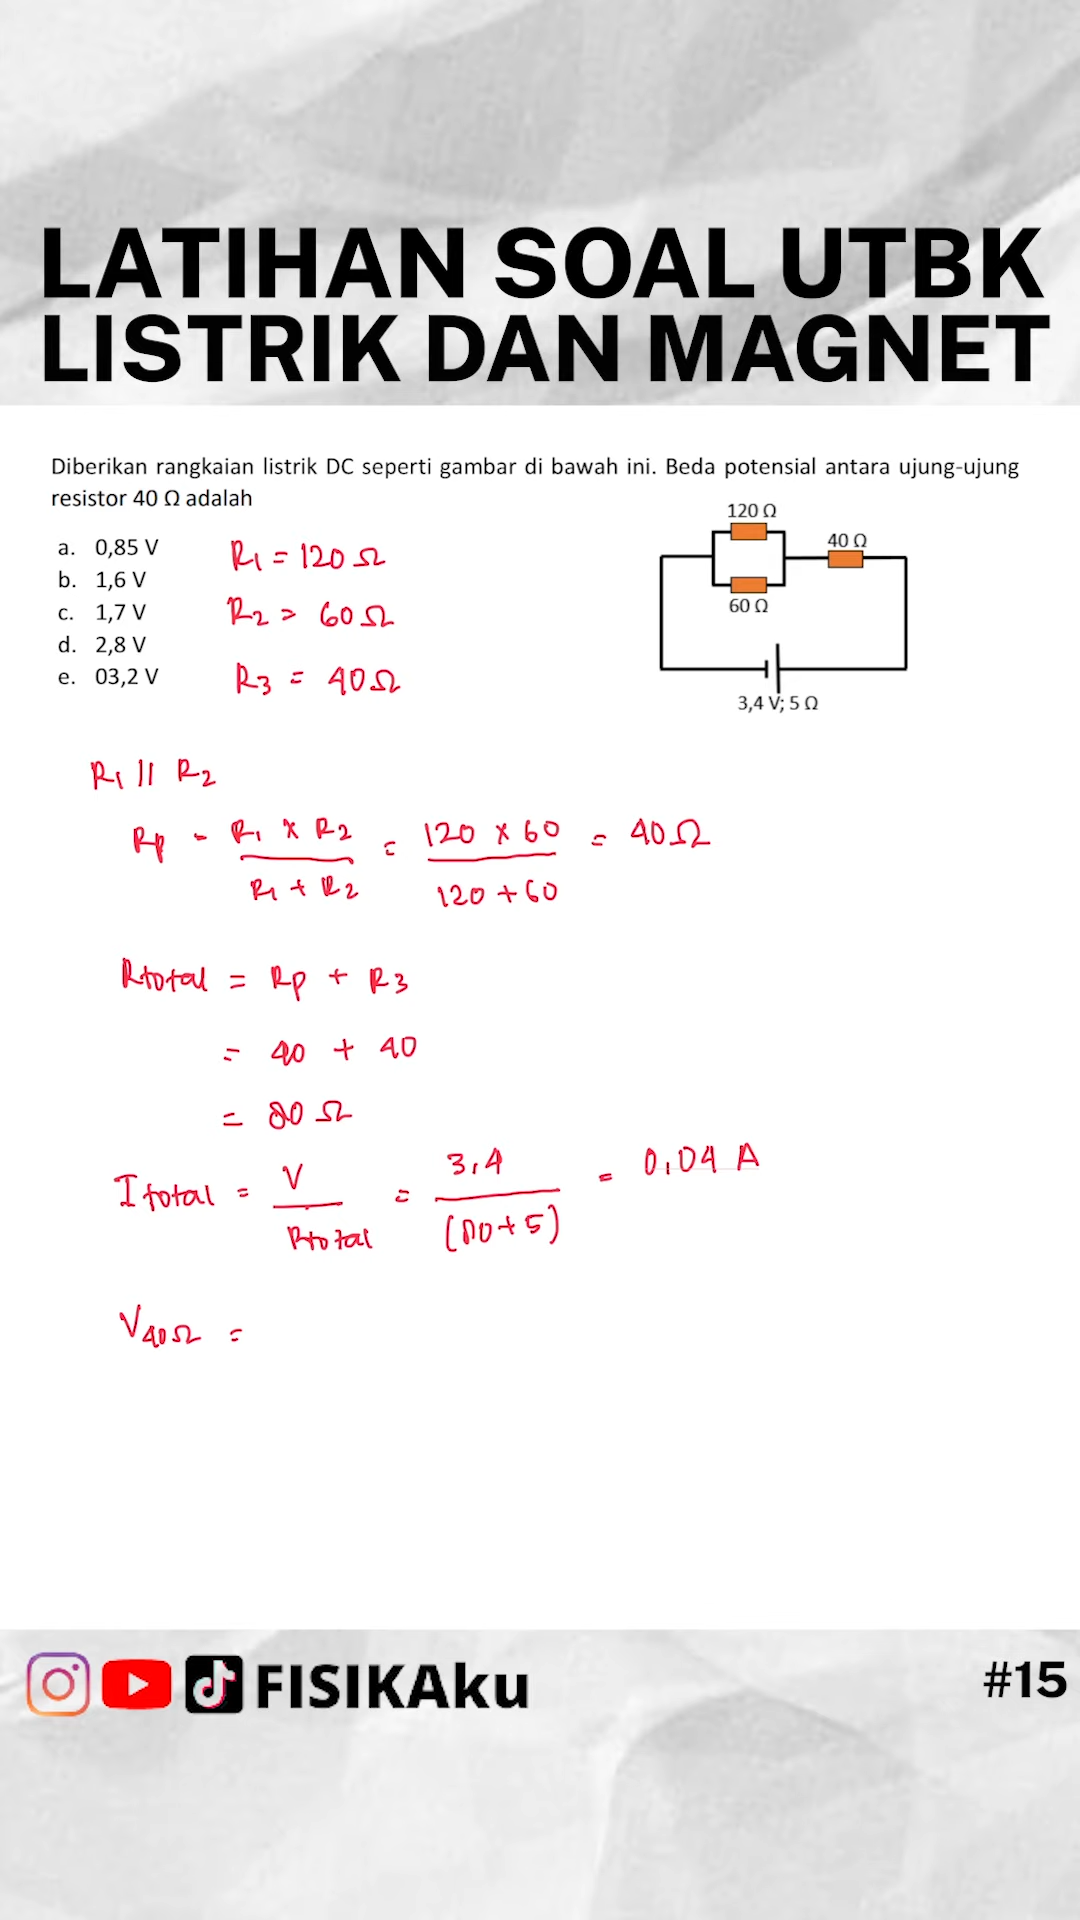 LATIHAN SOAL UTBK
LISTRIK DAN MAGNET
Diberikan rangkaian listrik DC seperti gambar di bawah ini. Beda potensial antara ujung-ujung
resistor 40 Ω adalah
a. 0,85 V
b. 1,6 V
c. 1,7 V
d. 2,8 V
e. 03,2 V
R1 = 120 Ω
R2 = 60 Ω
R3 = 40 Ω
120 Ω
40 Ω
60 Ω
3,4 V; 5 Ω
R1 // R2
Rp = R1 x R2 / R1 + R2 = 120 x 60 / 120 + 60 = 40 Ω
Rtotal = Rp + R3
= 40 + 40
= 80 Ω
I total = V / Rtotal = 3,4 / (80+5) = 0,04 A
V40Ω =
FISIKAku
#15